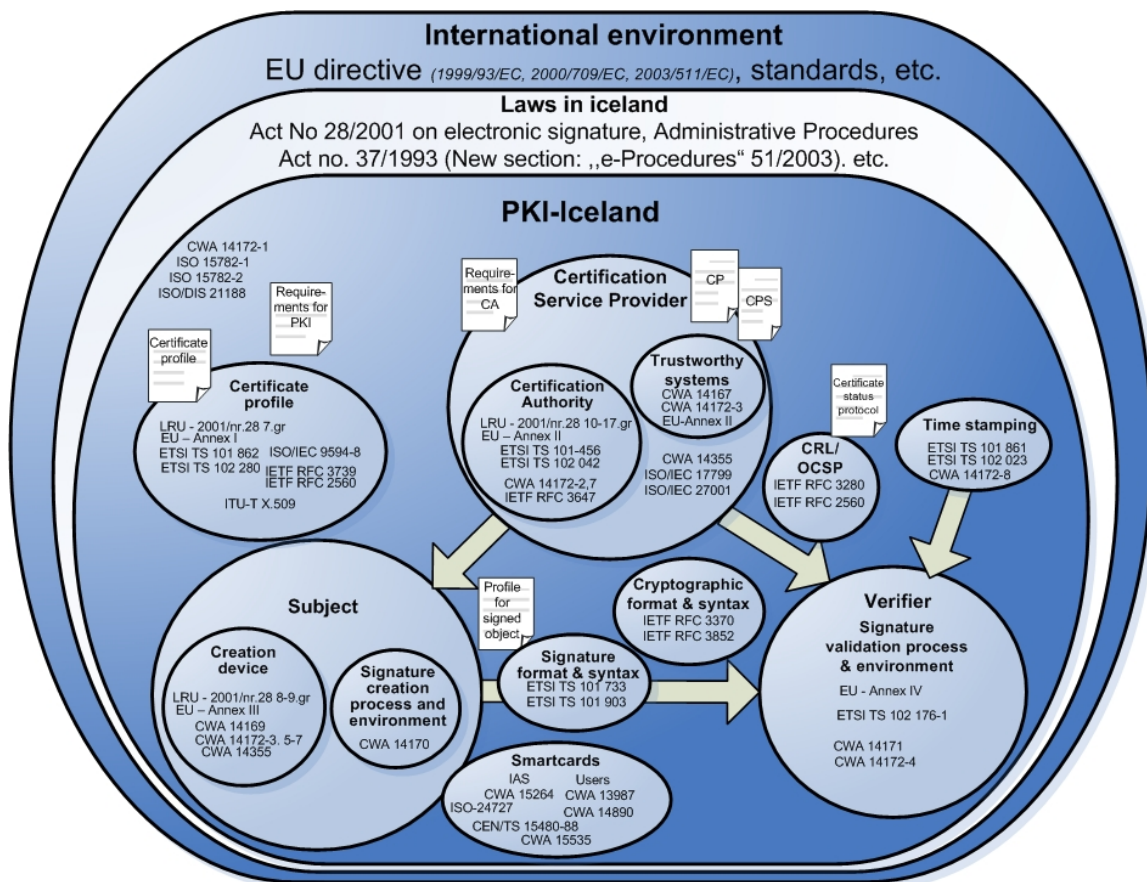 International environment
EU directive (1999/93/EC, 2000/709/EC, 2003/511/EC), standards, etc.
Laws in iceland
Act No 28/2001 on electronic signature, Administrative Procedures
Act no. 37/1993 (New section: ,,e-Procedures“ 51/2003). etc.
PKI-Iceland
CWA 14172-1
ISO 15782-1
ISO 15782-2
ISO/DIS 21188
Require-
ments for
PKI
Certificate
profile
Certificate
profile
LRU - 2001/nr.28 7.gr
EU – Annex I
ETSI TS 101 862
ETSI TS 102 280
ISO/IEC 9594-8
IETF RFC 3739
IETF RFC 2560
ITU-T X.509
Require-
ments for
CA
Certification
Service Provider
CP
CPS
Certification
Authority
LRU - 2001/nr.28 10-17.gr
EU – Annex II
ETSI TS 101-456
ETSI TS 102 042
CWA 14172-2,7
IETF RFC 3647
Trustworthy
systems
CWA 14167
CWA 14172-3
EU-Annex II
CWA 14355
ISO/IEC 17799
ISO/IEC 27001
Certificate
status
protocol
CRL/
OCSP
IETF RFC 3280
IETF RFC 2560
Time stamping
ETSI TS 101 861
ETSI TS 102 023
CWA 14172-8
Subject
Creation
device
LRU - 2001/nr.28 8-9.gr
EU – Annex III
CWA 14169
CWA 14172-3. 5-7
CWA 14355
Signature
creation
process and
environment
CWA 14170
Profile
for
signed
object
Signature
format & syntax
ETSI TS 101 733
ETSI TS 101 903
Cryptographic
format & syntax
IETF RFC 3370
IETF RFC 3852
Smartcards
IAS
CWA 15264
ISO-24727
Users
CWA 13987
CWA 14890
CEN/TS 15480-88
CWA 15535
Verifier
Signature
validation process
& environment
EU - Annex IV
ETSI TS 102 176-1
CWA 14171
CWA 14172-4